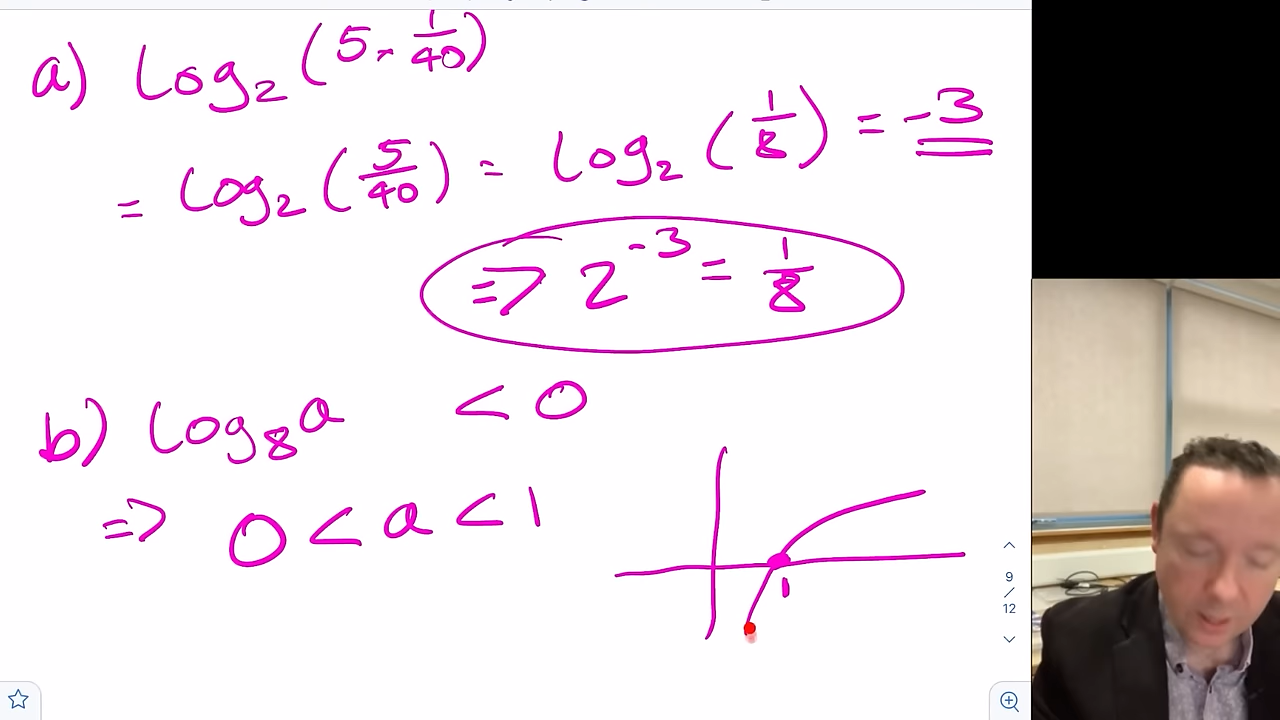 a) log₂ (5 × 1/40)
= log₂ (5/40) = log₂ (1/8) = -3
=> 2⁻³ = 1/8
b) log₈a < 0
=> 0 < a < 1
1
9
/
12